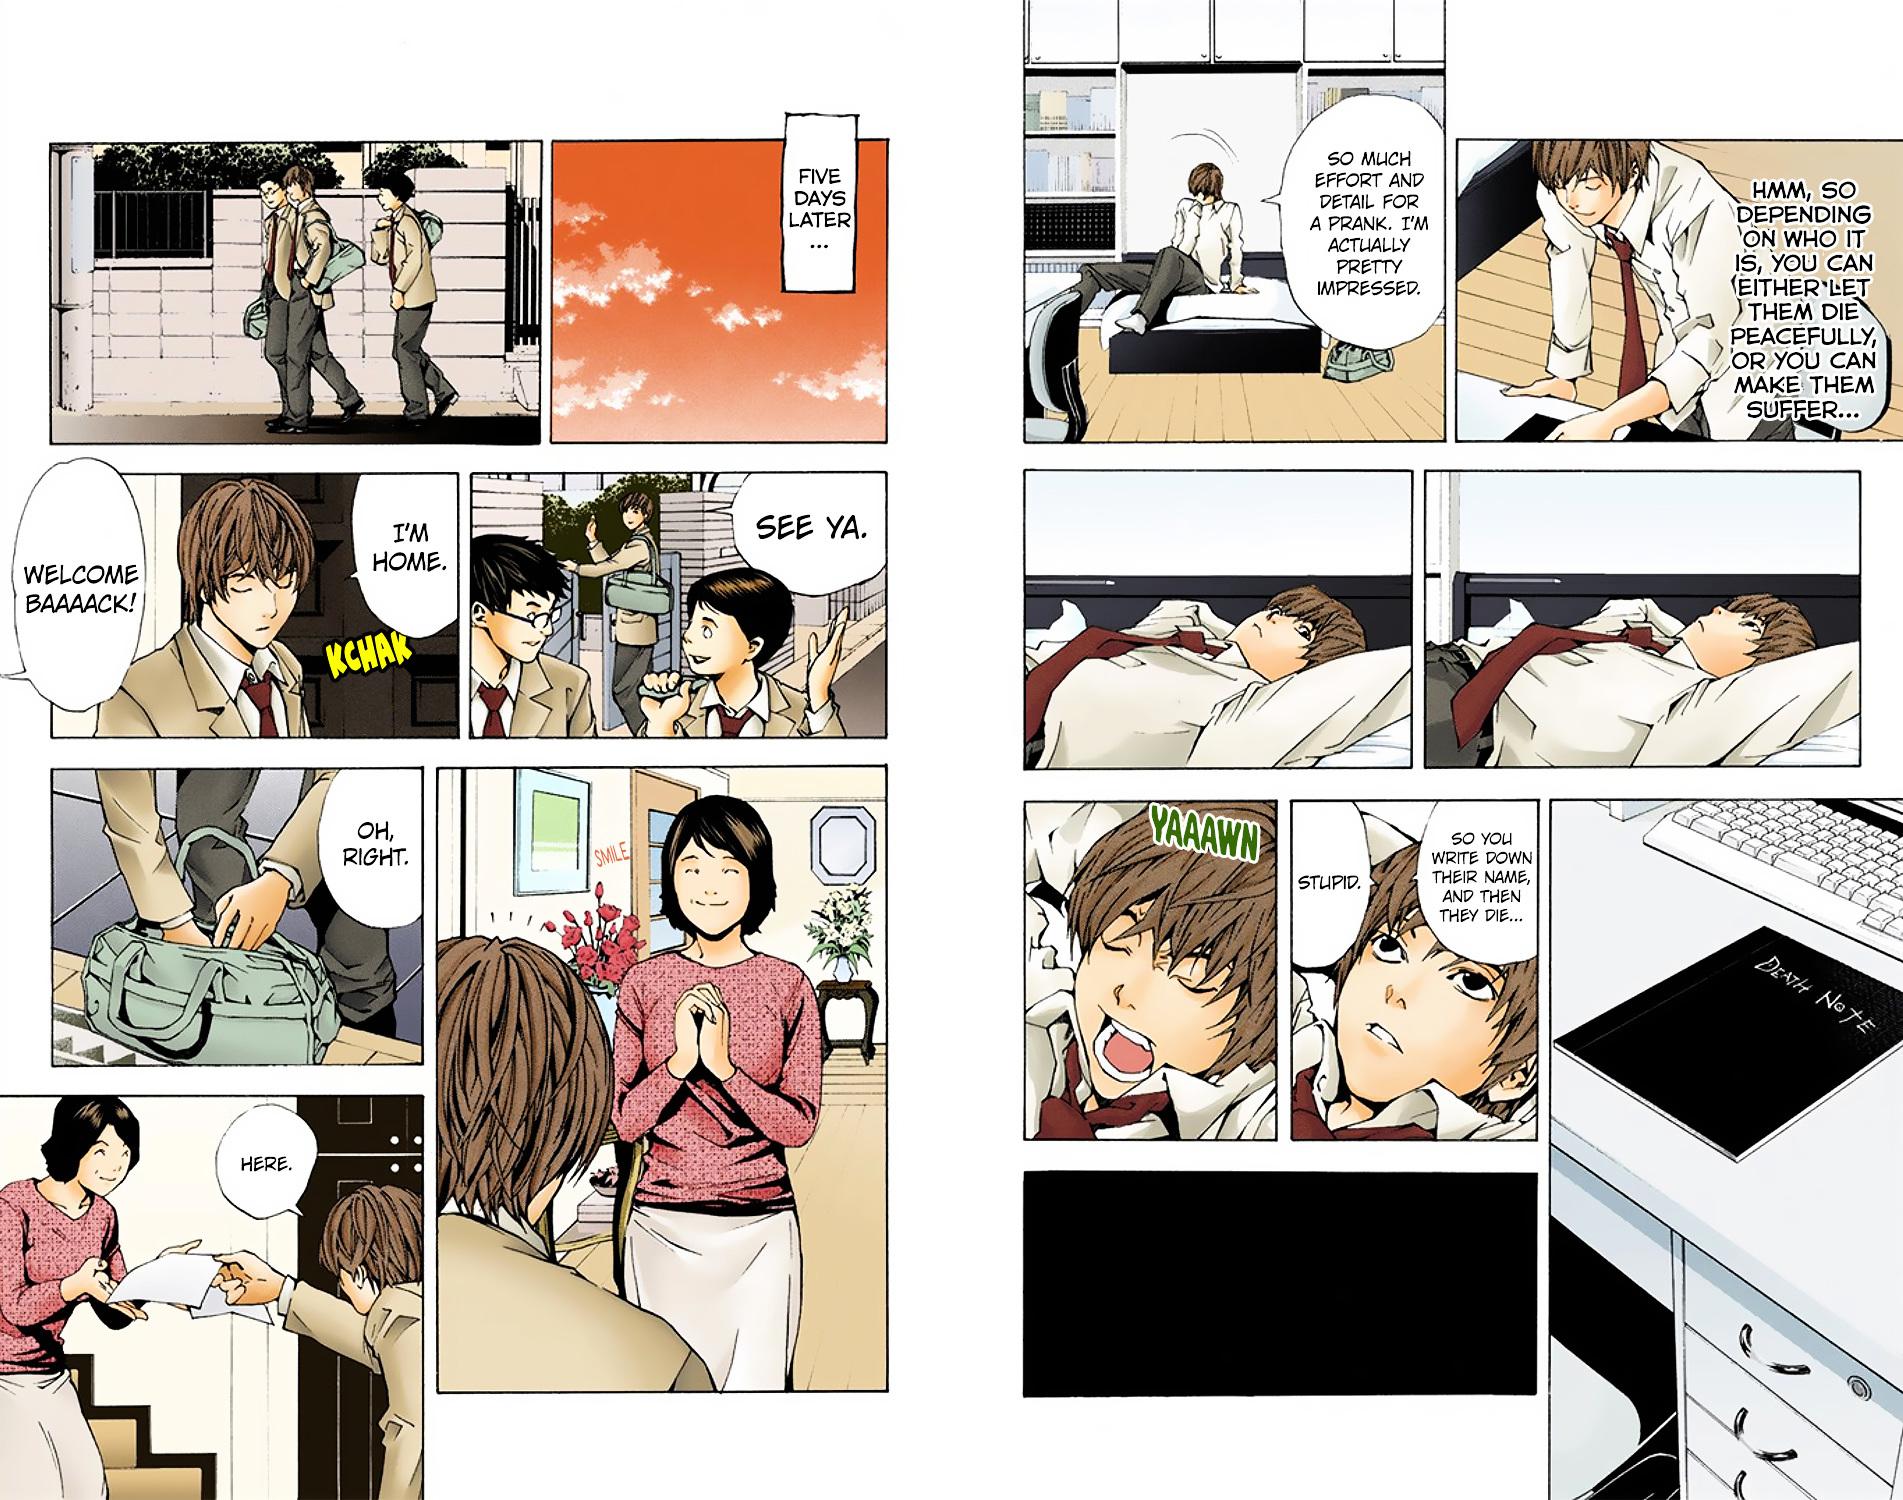 HMM, SO
DEPENDING
ON WHO IT
IS, YOU CAN
EITHER LET
THEM DIE
PEACEFULLY,
OR YOU CAN
MAKE THEM
SUFFER...
SO MUCH
EFFORT AND
DETAIL FOR
A PRANK. I'M
ACTUALLY
PRETTY
IMPRESSED.
DEATH NOTE
SO YOU
WRITE DOWN
THEIR NAME,
AND THEN
THEY DIE...
STUPID.
YAAAWN
FIVE
DAYS
LATER
...
SEE YA.
I'M
HOME.
KCHAK
WELCOME
BAAAACK!
SMILE
OH,
RIGHT.
HERE.